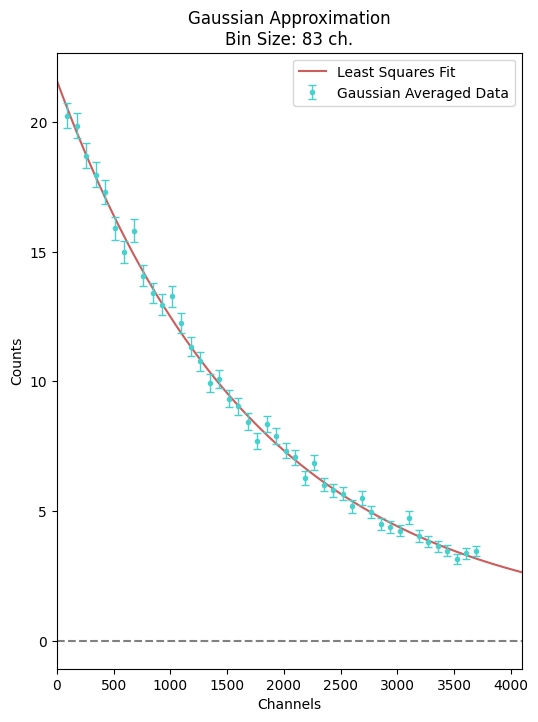 Gaussian Approximation
Bin Size: 83 ch.
Least Squares Fit
Gaussian Averaged Data
Counts
20
15
10
5
0
0 500 1000 1500 2000 2500 3000 3500 4000
Channels